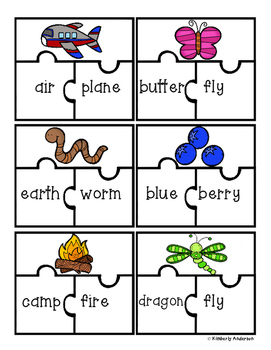 air plane
butter fly
earth worm
blue berry
camp fire
dragon fly
© Kimberly Anderson